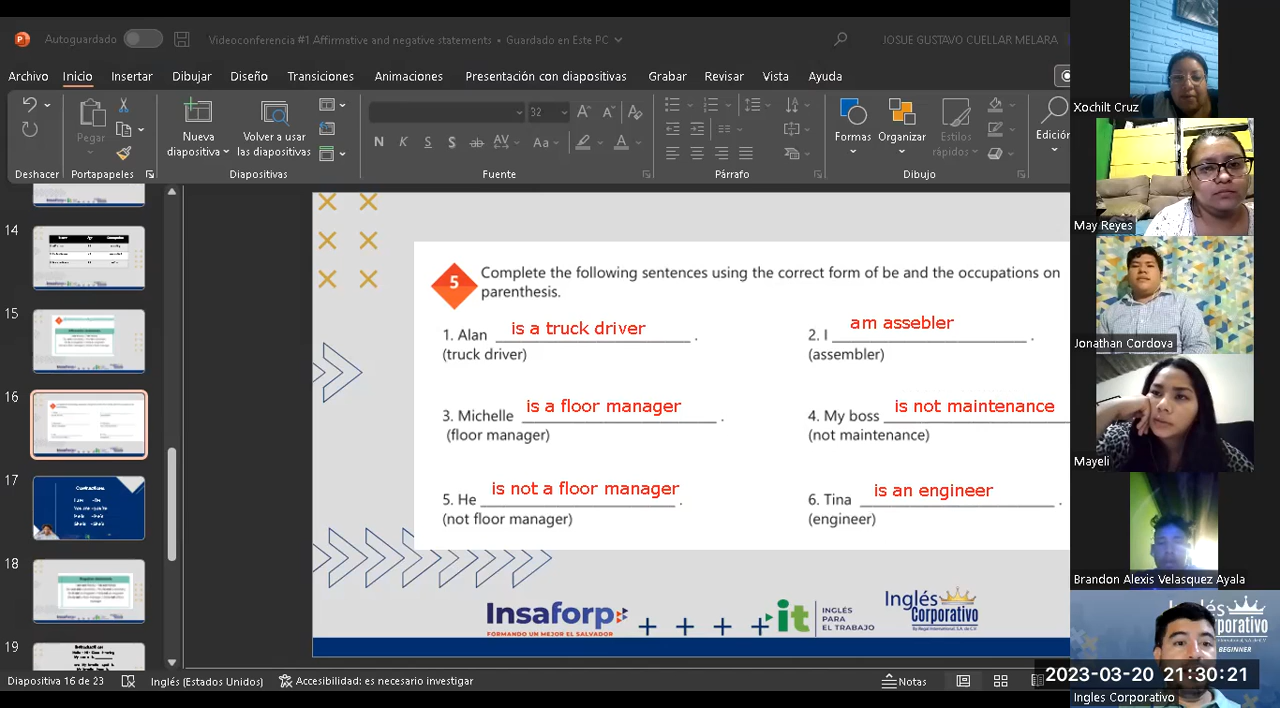 Autoguardado
Videoconferencia #1 Affirmative and negative statements • Guardado en Este PC
JOSUE GUSTAVO CUELLAR MELARA
Archivo Inicio Insertar Dibujar Diseño Transiciones Animaciones Presentación con diapositivas Grabar Revisar Vista Ayuda
Pegar
Nueva
diapositiva
Volver a usar
las diapositivas
32
N K S S ab AV Aa A
Formas
Organizar
Estilos
rápidos
Edición
Deshacer Portapapeles Diapositivas Fuente Párrafo Dibujo
14
15
16
17
18
19
5
Complete the following sentences using the correct form of be and the occupations on
parenthesis.
1. Alan is a truck driver .
(truck driver)
2. I am assebler .
(assembler)
3. Michelle is a floor manager .
(floor manager)
4. My boss is not maintenance
(not maintenance)
5. He is not a floor manager .
(not floor manager)
6. Tina is an engineer .
(engineer)
Insaforp
FORMANDO UN MEJOR EL SALVADOR
it
INGLÉS
PARA
EL TRABAJO
Inglés
Corporativo
Diapositiva 16 de 23
Inglés (Estados Unidos)
Accesibilidad: es necesario investigar
Notas
Xochilt Cruz
May Reyes
Jonathan Cordova
Mayeli
Brandon Alexis Velasquez Ayala
BEGINNER
2023-03-20 21:30:21
Ingles Corporativo